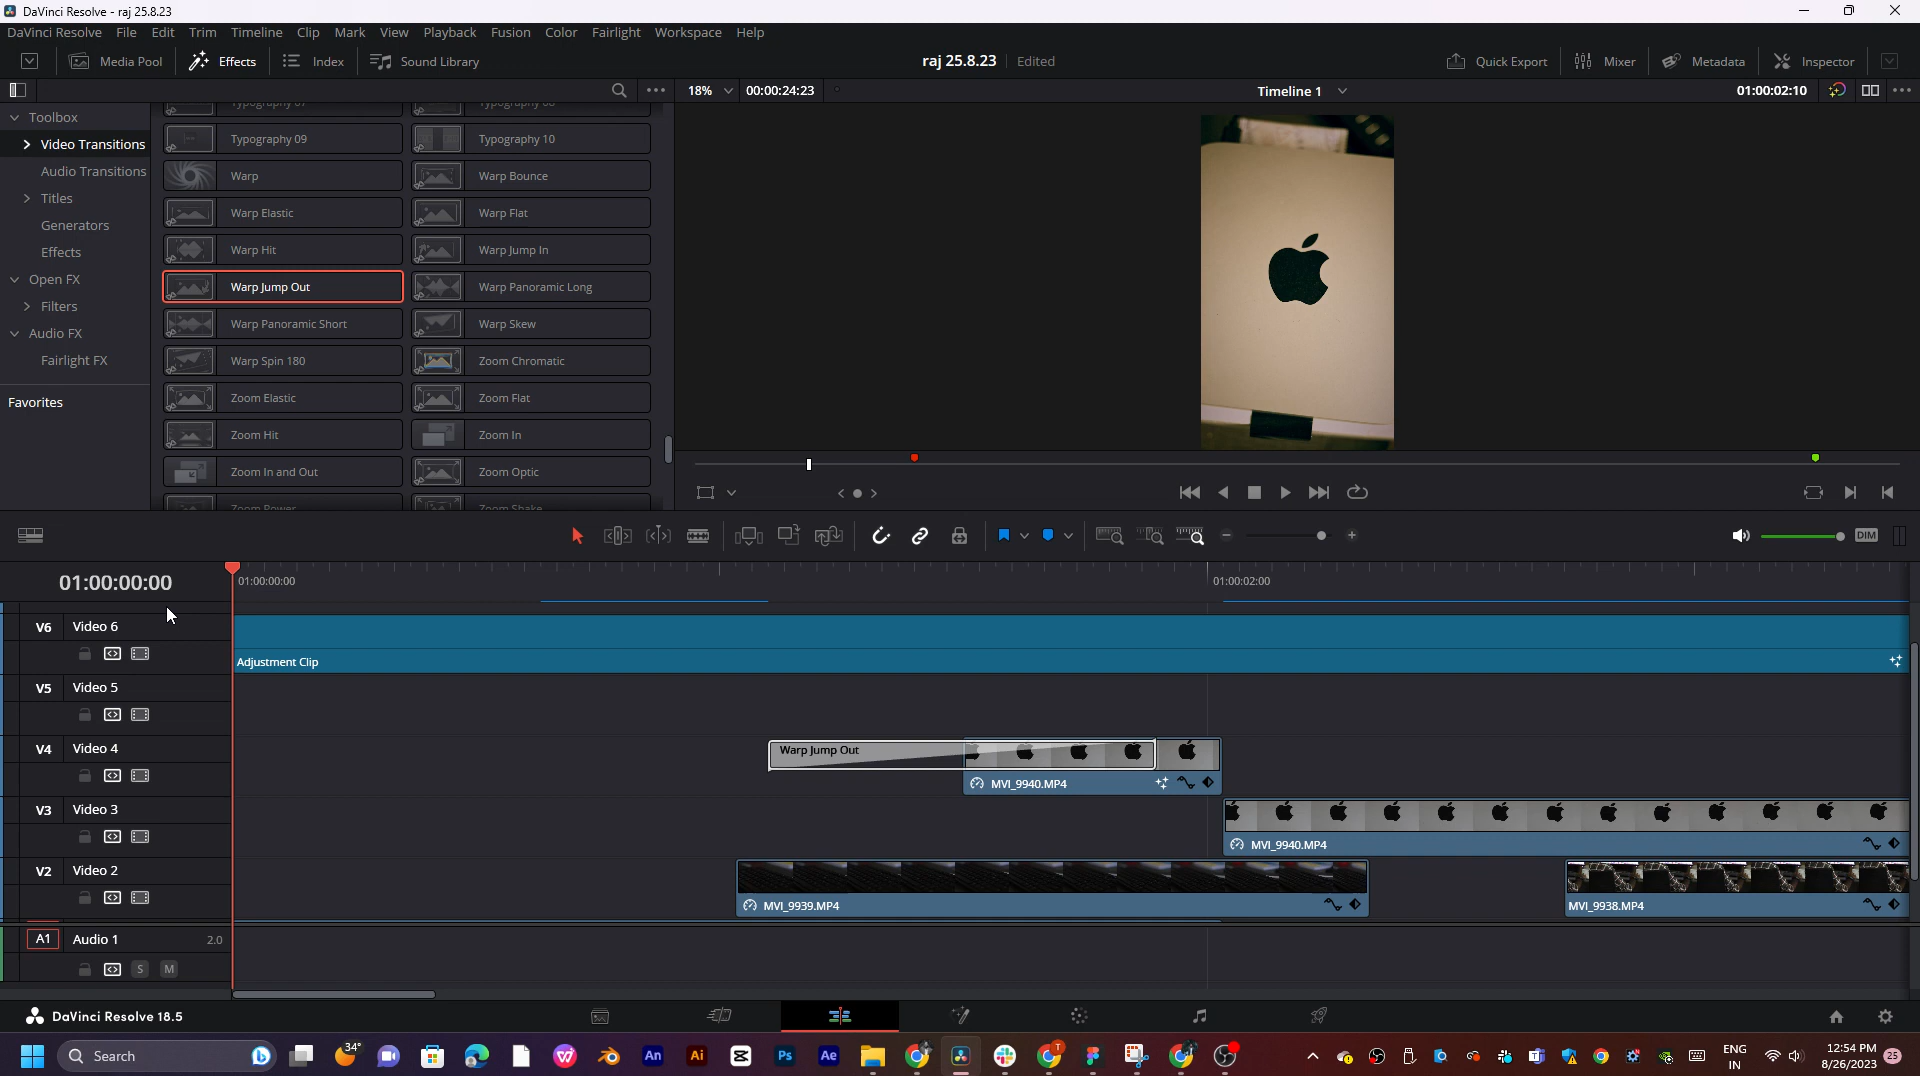 DaVinci Resolve - raj 25.8.23
DaVinci Resolve File Edit Trim Timeline Clip Mark View Playback Fusion Color Fairlight Workspace Help
Media Pool Effects Index Sound Library raj 25.8.23 Edited Quick Export Mixer Metadata Inspector
18% 00:00:24:23 Timeline 1 01:00:02:10
Toolbox
Video Transitions
Audio Transitions
Titles
Generators
Effects
Open FX
Filters
Audio FX
Fairlight FX
Favorites
Typography 09 Typography 10
Warp Warp Bounce
Warp Elastic Warp Flat
Warp Hit Warp Jump In
Warp Jump Out Warp Panoramic Long
Warp Panoramic Short Warp Skew
Warp Spin 180 Zoom Chromatic
Zoom Elastic Zoom Flat
Zoom Hit Zoom In
Zoom In and Out Zoom Optic
DIM
01:00:00:00 01:00:00:00 01:00:02:00
V6 Video 6
Adjustment Clip
V5 Video 5
V4 Video 4 Warp Jump Out
MVI_9940.MP4
V3 Video 3
MVI_9940.MP4
V2 Video 2
MVI_9939.MP4 MVI_9938.MP4
A1 Audio 1 2.0
S M
DaVinci Resolve 18.5
Search 34° An Ai Ps Ae ENG 12:54 PM
IN 8/26/2023 25